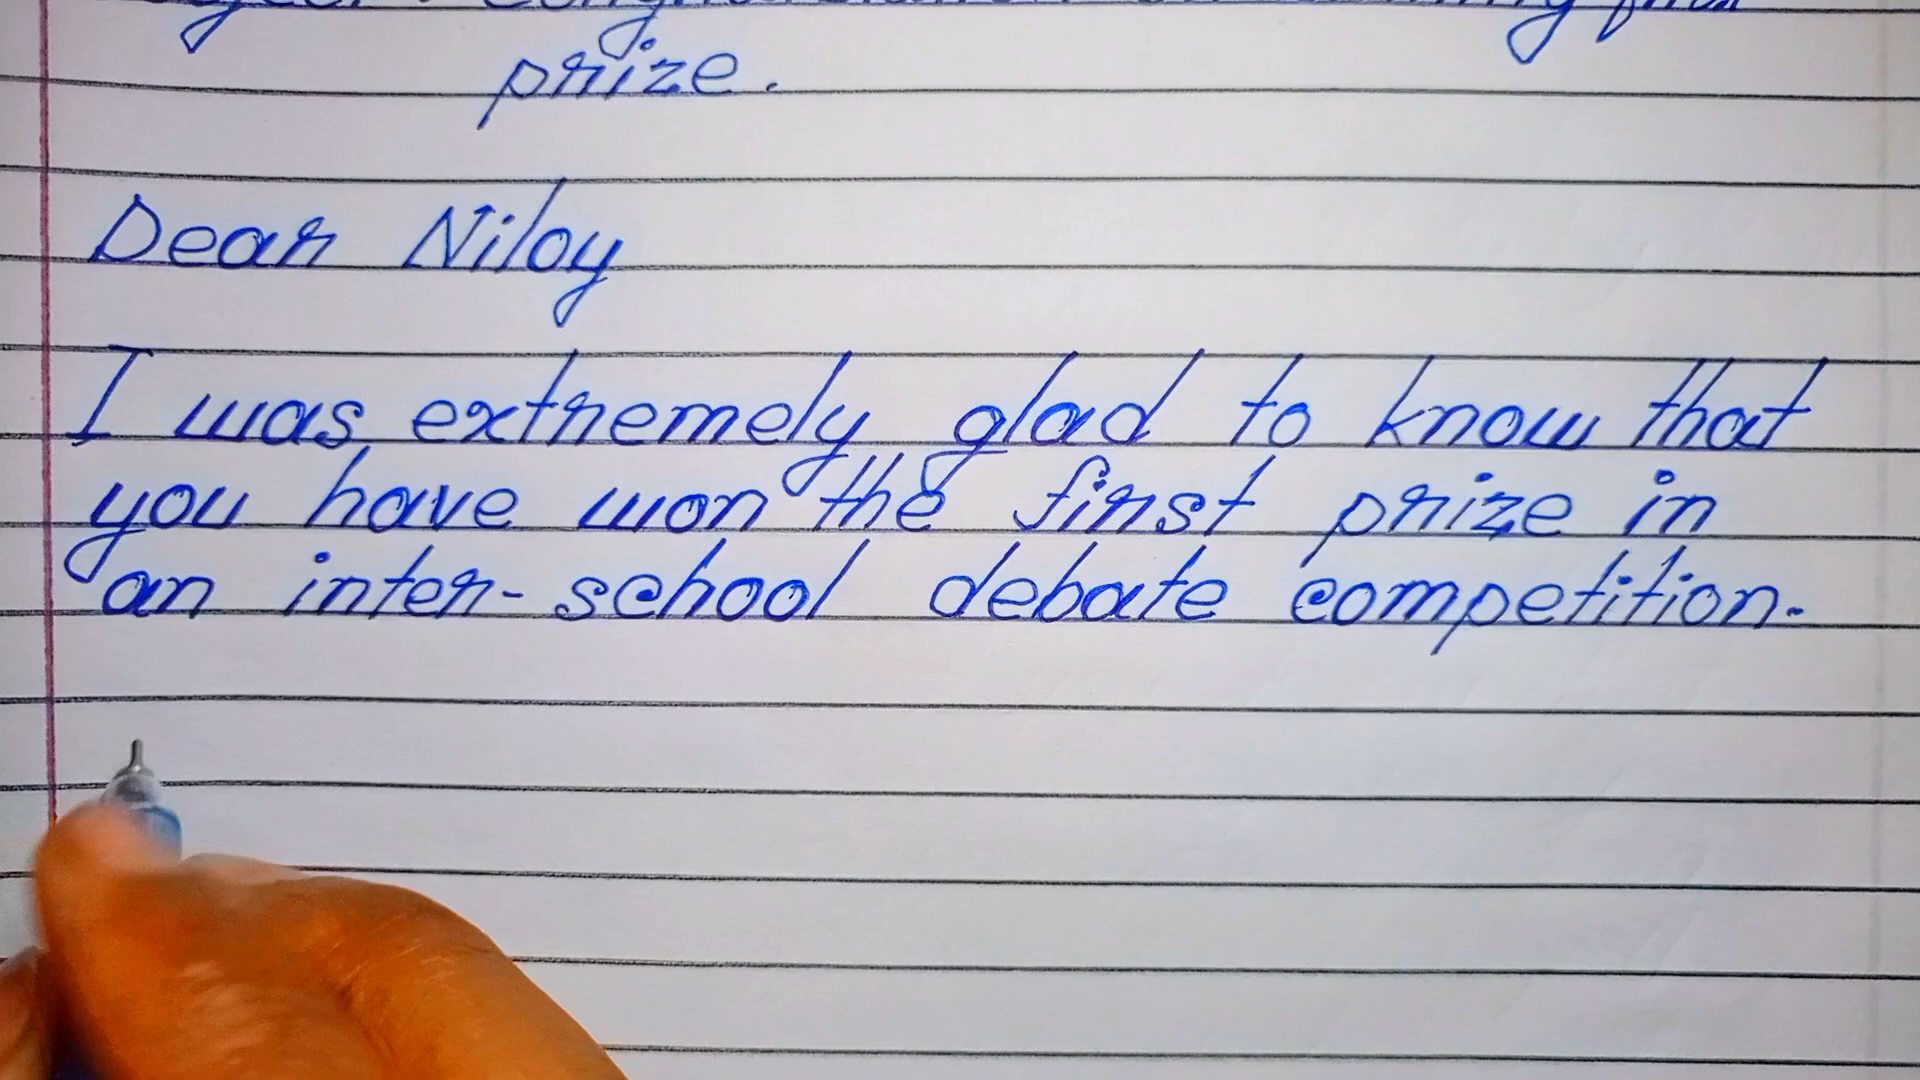 prize.
Dear Niloy
I was extremely glad to know that
you have won the first prize in
an inter-school debate competition.